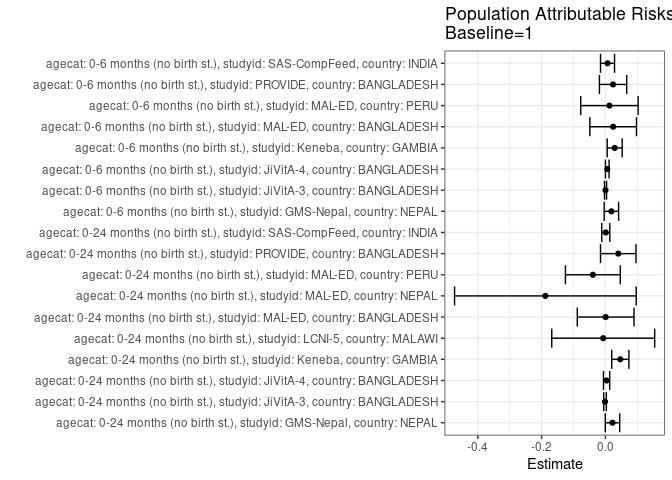 Population Attributable Risks
Baseline=1
agecat: 0-6 months (no birth st.), studyid: SAS-CompFeed, country: INDIA
agecat: 0-6 months (no birth st.), studyid: PROVIDE, country: BANGLADESH
agecat: 0-6 months (no birth st.), studyid: MAL-ED, country: PERU
agecat: 0-6 months (no birth st.), studyid: MAL-ED, country: BANGLADESH
agecat: 0-6 months (no birth st.), studyid: Keneba, country: GAMBIA
agecat: 0-6 months (no birth st.), studyid: JiVitA-4, country: BANGLADESH
agecat: 0-6 months (no birth st.), studyid: JiVitA-3, country: BANGLADESH
agecat: 0-6 months (no birth st.), studyid: GMS-Nepal, country: NEPAL
agecat: 0-24 months (no birth st.), studyid: SAS-CompFeed, country: INDIA
agecat: 0-24 months (no birth st.), studyid: PROVIDE, country: BANGLADESH
agecat: 0-24 months (no birth st.), studyid: MAL-ED, country: PERU
agecat: 0-24 months (no birth st.), studyid: MAL-ED, country: NEPAL
agecat: 0-24 months (no birth st.), studyid: MAL-ED, country: BANGLADESH
agecat: 0-24 months (no birth st.), studyid: LCNI-5, country: MALAWI
agecat: 0-24 months (no birth st.), studyid: Keneba, country: GAMBIA
agecat: 0-24 months (no birth st.), studyid: JiVitA-4, country: BANGLADESH
agecat: 0-24 months (no birth st.), studyid: JiVitA-3, country: BANGLADESH
agecat: 0-24 months (no birth st.), studyid: GMS-Nepal, country: NEPAL
-0.4 -0.2 0.0
Estimate